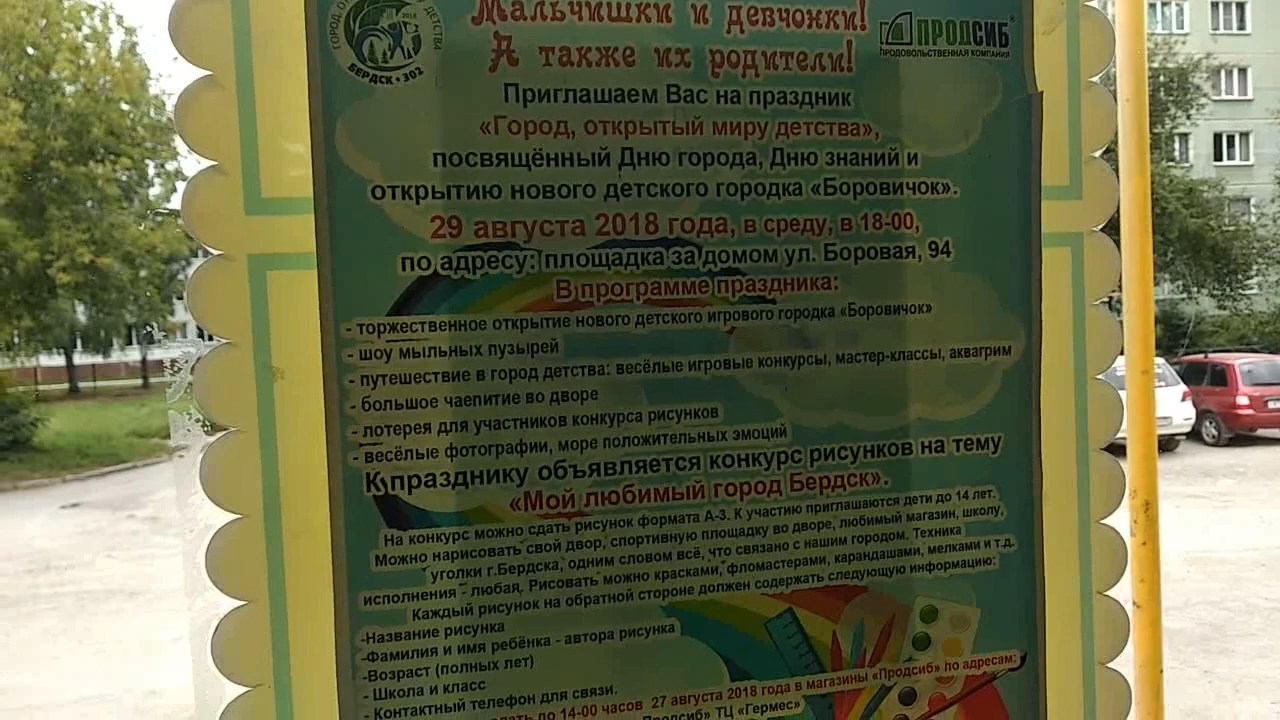 ГОРОД, О
ДЕТСТВА
2018
БЕРДСК • 302
Мальчишки и девчонки!
А также их родители!
ПРОДСИБ
ПРОДОВОЛЬСТВЕННАЯ КОМПАНИЯ
Приглашаем Вас на праздник
«Город, открытый миру детства»,
посвящённый Дню города, Дню знаний и
открытию нового детского городка «Боровичок».
29 августа 2018 года, в среду, в 18-00,
по адресу: площадка за домом ул. Боровая, 94
В программе праздника:
- торжественное открытие нового детского игрового городка «Боровичок»
- шоу мыльных пузырей
- путешествие в город детства: весёлые игровые конкурсы, мастер-классы, аквагрим
- большое чаепитие во дворе
- лотерея для участников конкурса рисунков
- весёлые фотографии, море положительных эмоций
К празднику объявляется конкурс рисунков на тему
«Мой любимый город Бердск».
На конкурс можно сдать рисунок формата А-3. К участию приглашаются дети до 14 лет.
Можно нарисовать свой двор, спортивную площадку во дворе, любимый магазин, школу,
уголки г.Бердска, одним словом всё, что связано с нашим городом. Техника
исполнения - любая. Рисовать можно красками, фломастерами, карандашами, мелками и т.д.
Каждый рисунок на обратной стороне должен содержать следующую информацию:
-Название рисунка
-Фамилия и имя ребёнка - автора рисунка
-Возраст (полных лет)
- Школа и класс
- Контактный телефон для связи.
по 14-00 часов 27 августа 2018 года в магазины «Продсиб» по адресам:
Продсиб» ТЦ «Гермес»